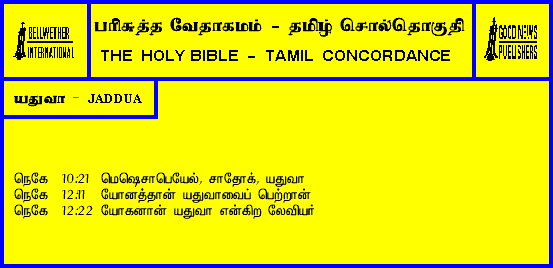 BELLWETHER
INTERNATIONAL
பரிசுத்த வேதாகமம் - தமிழ் சொல்தொகுதி
THE HOLY BIBLE - TAMIL CONCORDANCE
GOOD NEWS
PUBLISHERS
யதுவா - JADDUA
நெகே 10:21 மெஷெசாபெயேல், சாதோக், யதுவா
நெகே 12:11 யோனத்தான் யதுவாவைப் பெற்றான்
நெகே 12:22 யோகனான் யதுவா என்கிற லேவியர்